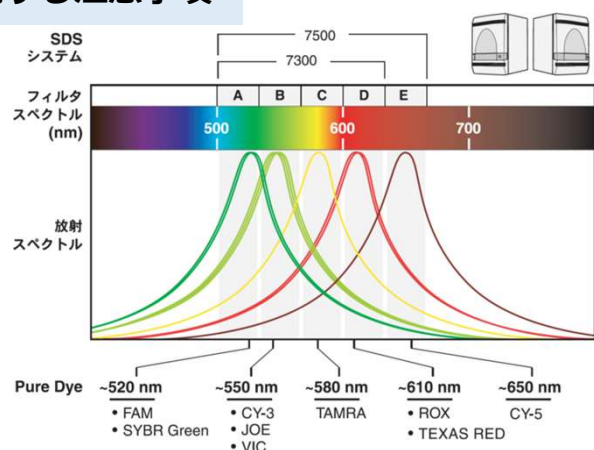 SDS
システム
7500
7300
フィルタ
スペクトル
(nm)
A B C D E
500 600 700
放射
スペクトル
Pure Dye
~520 nm
• FAM
• SYBR Green
~550 nm
• CY-3
• JOE
• VIC
~580 nm
TAMRA
~610 nm
• ROX
• TEXAS RED
~650 nm
CY-5